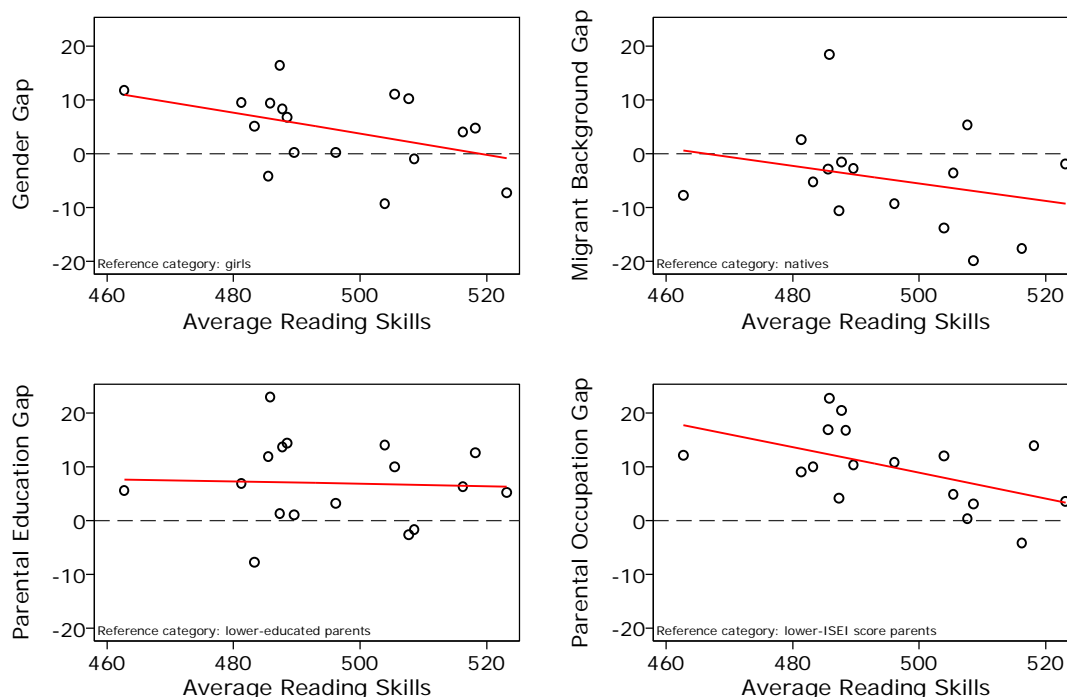 Gender Gap
20
10
0
-10
-20
Reference category: girls
460 480 500 520
Average Reading Skills
Migrant Background Gap
20
10
0
-10
-20
Reference category: natives
460 480 500 520
Average Reading Skills
Parental Education Gap
20
10
0
-10
-20
Reference category: lower-educated parents
460 480 500 520
Average Reading Skills
Parental Occupation Gap
20
10
0
-10
-20
Reference category: lower-ISEI score parents
460 480 500 520
Average Reading Skills